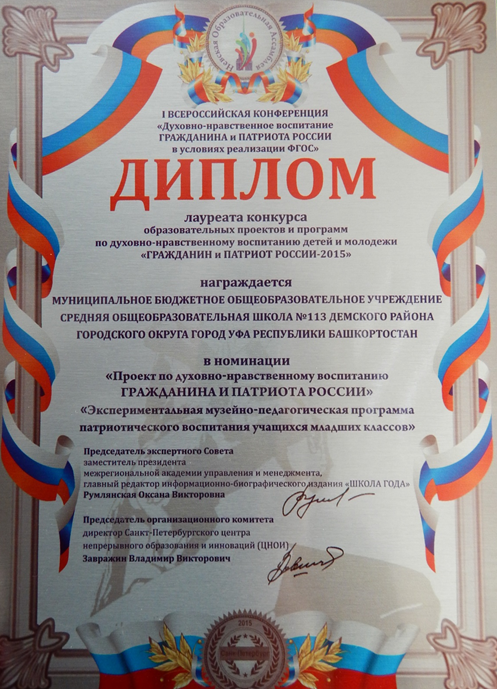 Невская Образовательная Ассамблея
I ВСЕРОССИЙСКАЯ КОНФЕРЕНЦИЯ
«Духовно-нравственное воспитание
ГРАЖДАНИНА и ПАТРИОТА РОССИИ
в условиях реализации ФГОС»
ДИПЛОМ
лауреата конкурса
образовательных проектов и программ
по духовно-нравственному воспитанию детей и молодежи
«ГРАЖДАНИН и ПАТРИОТ РОССИИ-2015»
награждается
МУНИЦИПАЛЬНОЕ БЮДЖЕТНОЕ ОБЩЕОБРАЗОВАТЕЛЬНОЕ УЧРЕЖДЕНИЕ
СРЕДНЯЯ ОБЩЕОБРАЗОВАТЕЛЬНАЯ ШКОЛА №113 ДЕМСКОГО РАЙОНА
ГОРОДСКОГО ОКРУГА ГОРОД УФА РЕСПУБЛИКИ БАШКОРТОСТАН
в номинации
«Проект по духовно-нравственному воспитанию
ГРАЖДАНИНА И ПАТРИОТА РОССИИ»
«Экспериментальная музейно-педагогическая программа
патриотического воспитания учащихся младших классов»
Председатель экспертного Совета
заместитель президента
межрегиональной академии управления и менеджмента,
главный редактор информационно-биографического издания «ШКОЛА ГОДА»
Румлянская Оксана Викторовна
Председатель организационного комитета
директор Санкт-Петербургского центра
непрерывного образования и инноваций (ЦНОИ)
Завражин Владимир Викторович
2015